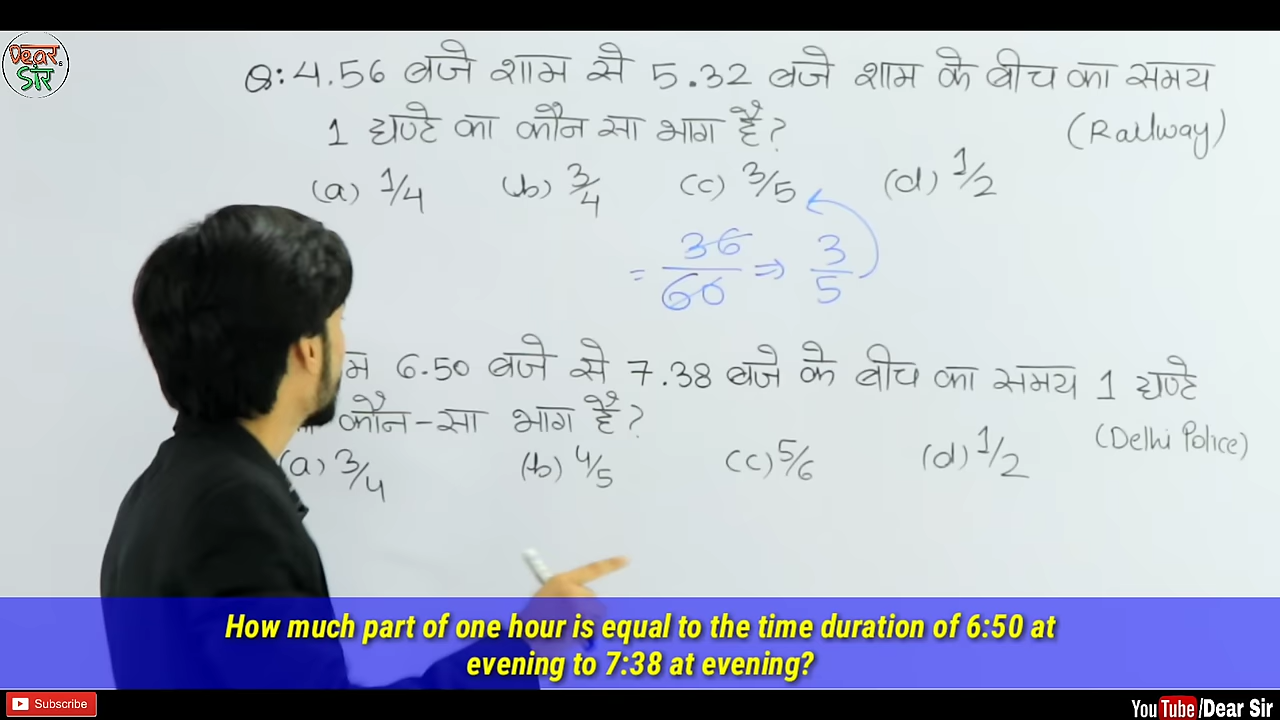 Dear Sir
Q: 4.56 बजे शाम से 5.32 बजे शाम के बीच का समय
1 घण्टे का कौन सा भाग है?
(Railway)
(a) 1/4 (b) 3/4 (c) 3/5 (d) 1/2
= 36/60 ⇒ 3/5
6.50 बजे से 7.38 बजे के बीच का समय 1 घण्टे
कौन-सा भाग है?
(Delhi Police)
(a) 3/4 (b) 4/5 (c) 5/6 (d) 1/2
How much part of one hour is equal to the time duration of 6:50 at
evening to 7:38 at evening?
Subscribe
YouTube/Dear Sir